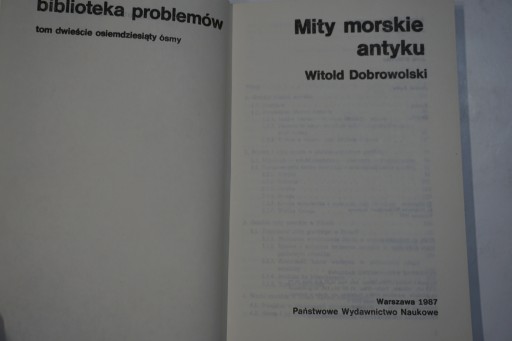 biblioteka problemów
tom dwieście osiemdziesiąty ósmy
Mity morskie
antyku
Witold Dobrowolski
Warszawa 1987
Państwowe Wydawnictwo Naukowe